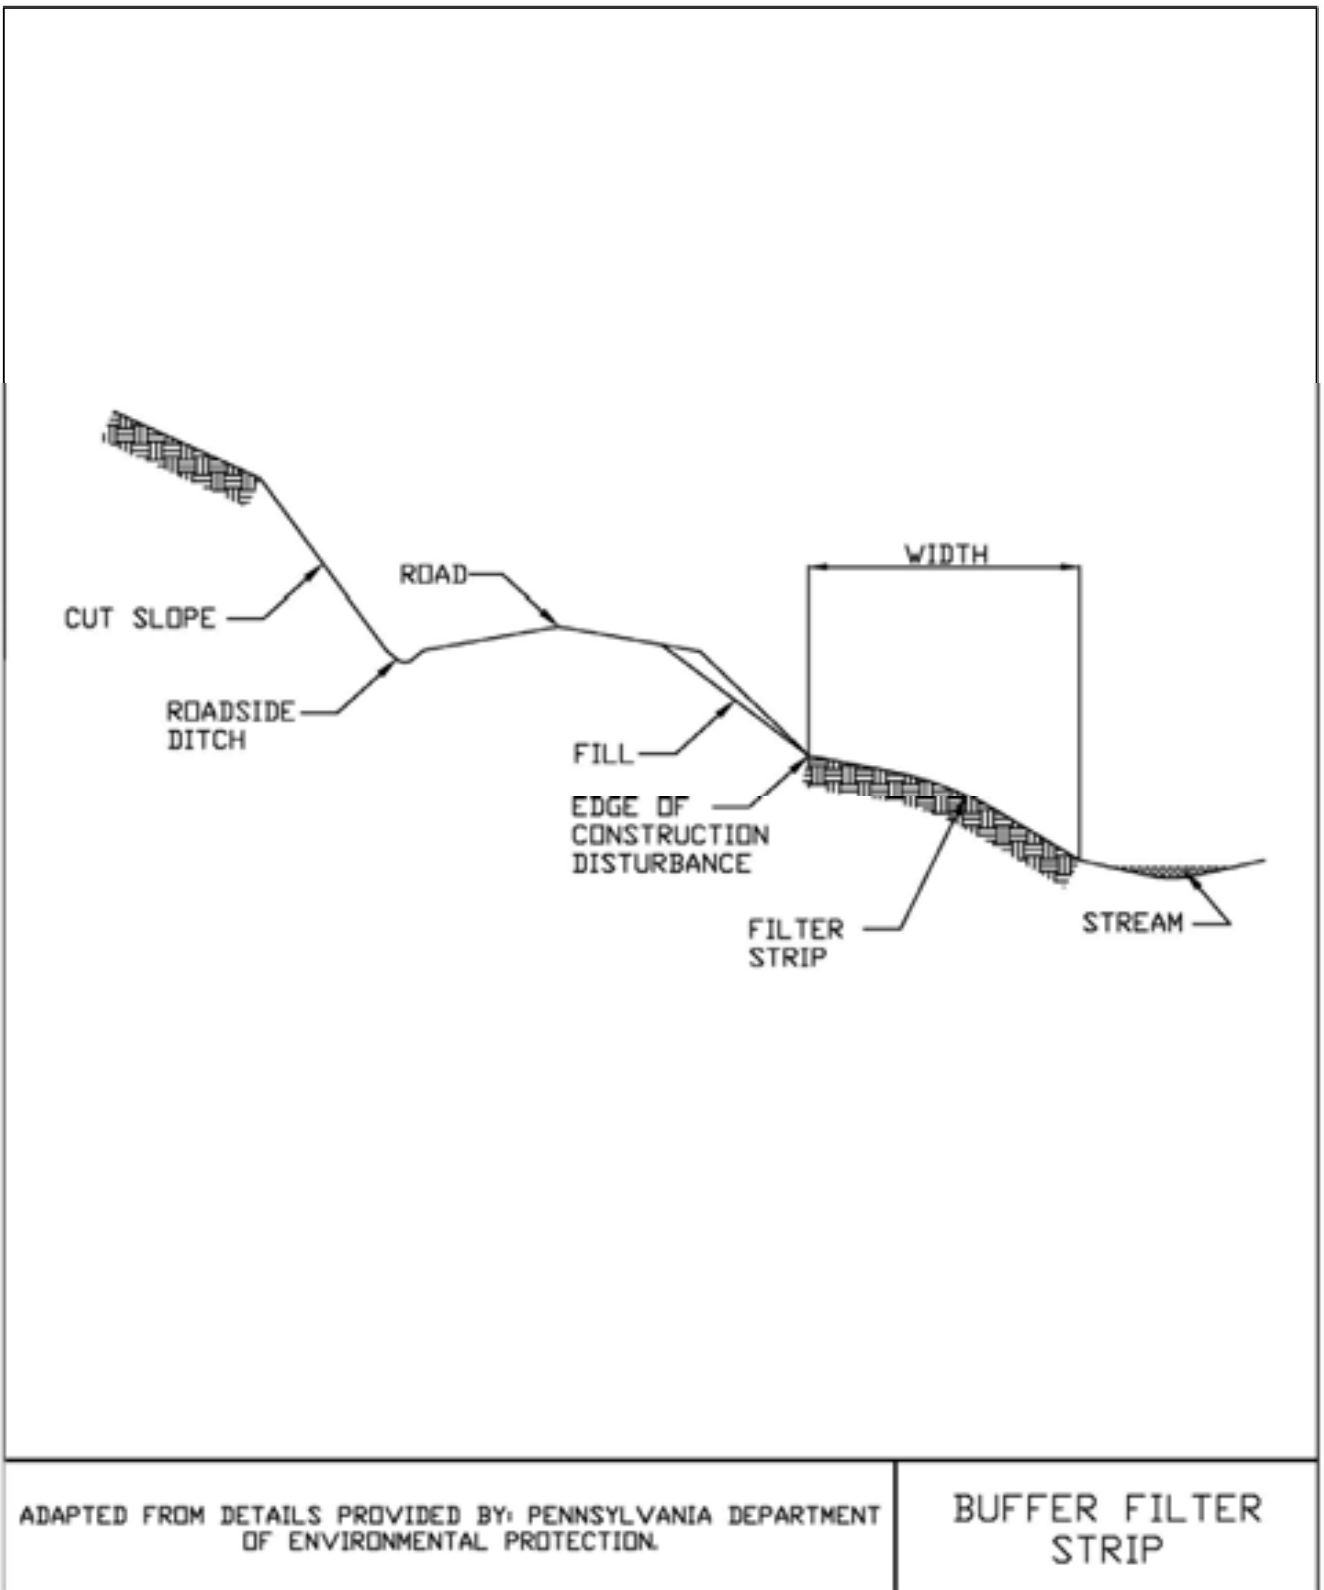 WIDTH
ROAD
CUT SLOPE
ROADSIDE
DITCH
FILL
EDGE OF
CONSTRUCTION
DISTURBANCE
FILTER
STRIP
STREAM
ADAPTED FROM DETAILS PROVIDED BY: PENNSYLVANIA DEPARTMENT
OF ENVIRONMENTAL PROTECTION.
BUFFER FILTER
STRIP